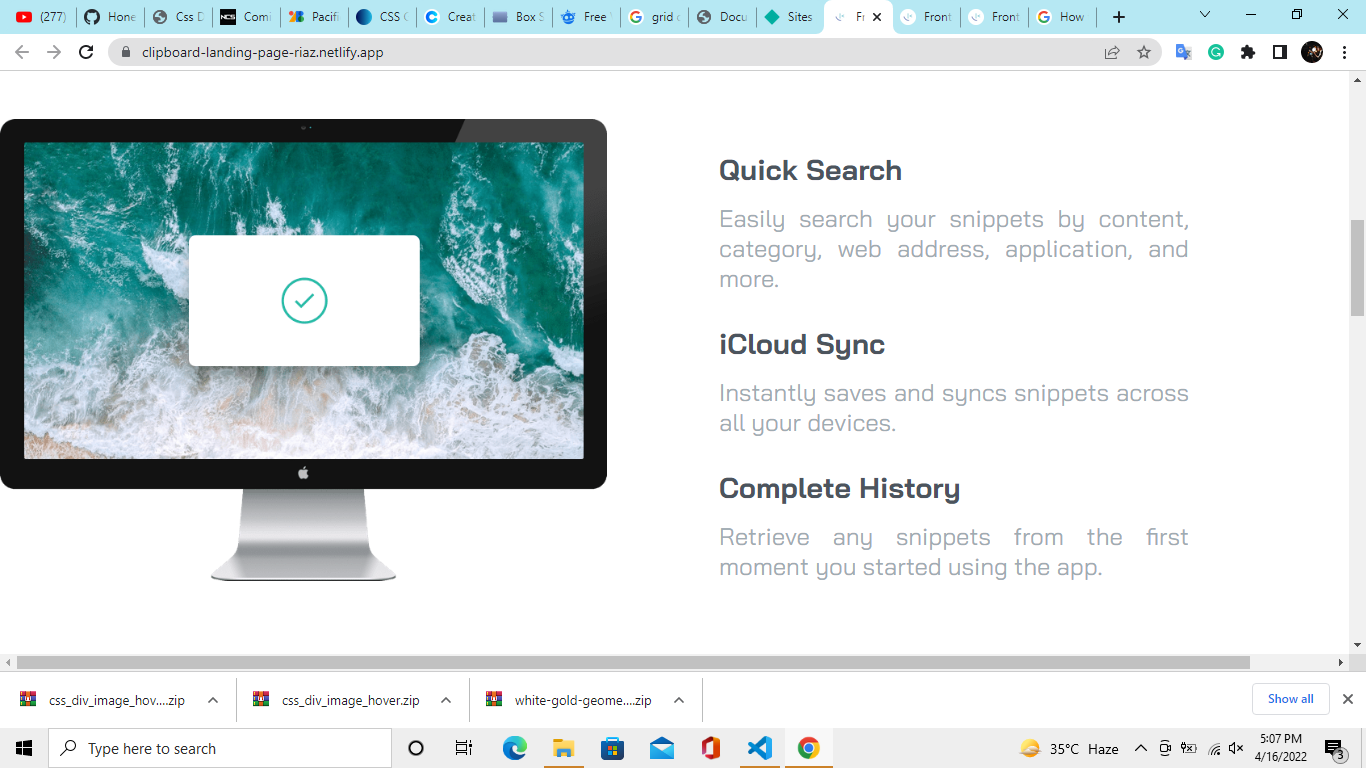 (277)
Hone
Css D
NCS
Comi
Pacifi
CSS C
Creat
Box S
Free
grid c
Docu
Sites
Fr
Front
Front
How
clipboard-landing-page-riaz.netlify.app
Quick Search
Easily search your snippets by content,
category, web address, application, and
more.
iCloud Sync
Instantly saves and syncs snippets across
all your devices.
Complete History
Retrieve any snippets from the first
moment you started using the app.
css_div_image_hov....zip
css_div_image_hover.zip
white-gold-geome....zip
Show all
Type here to search
35°C Haze
5:07 PM
4/16/2022
3